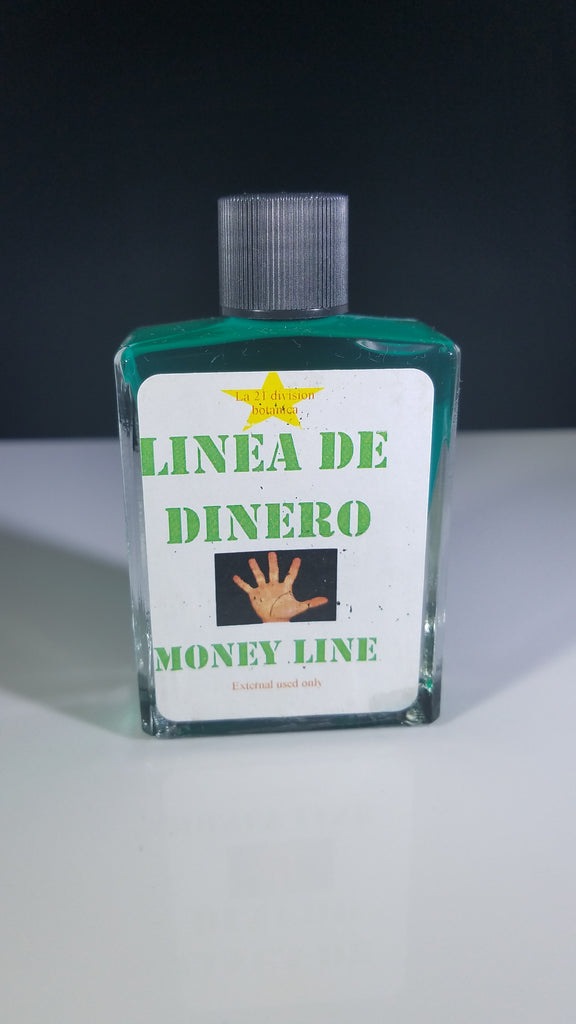 La 21 division
botanica
LINEA DE
DINERO
MONEY LINE
External used only